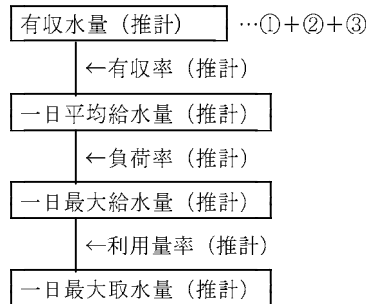 有収水量（推計） …①＋②＋③
←有収率（推計）
一日平均給水量（推計）
←負荷率（推計）
一日最大給水量（推計）
←利用量率（推計）
一日最大取水量（推計）